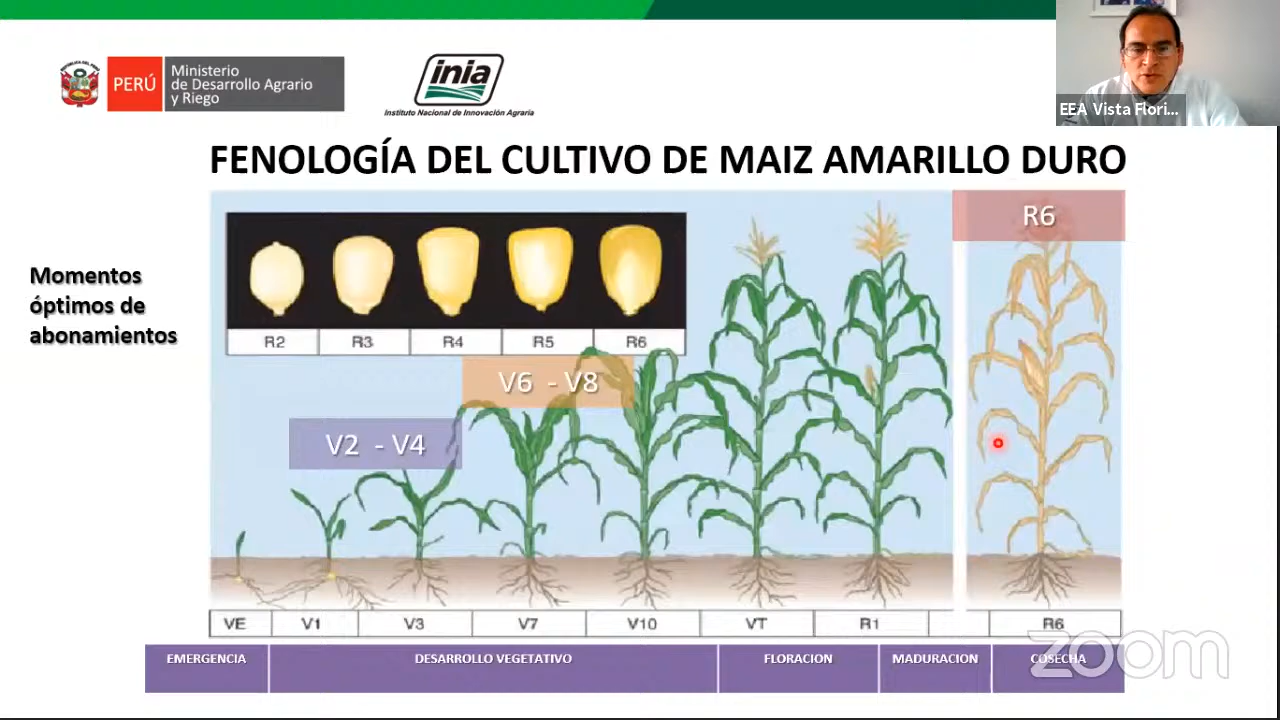 PERÚ
Ministerio
de Desarrollo Agrario
y Riego
inia
Instituto Nacional de Innovación Agraria
EEA Vista Flori...
FENOLOGÍA DEL CULTIVO DE MAIZ AMARILLO DURO
Momentos
óptimos de
abonamientos
R6
R2 R3 R4 R5 R6
V6 - V8
V2 - V4
VE V1 V3 V7 V10 VT R1 R6
EMERGENCIA DESARROLLO VEGETATIVO FLORACION MADURACION COSECHA
zoom